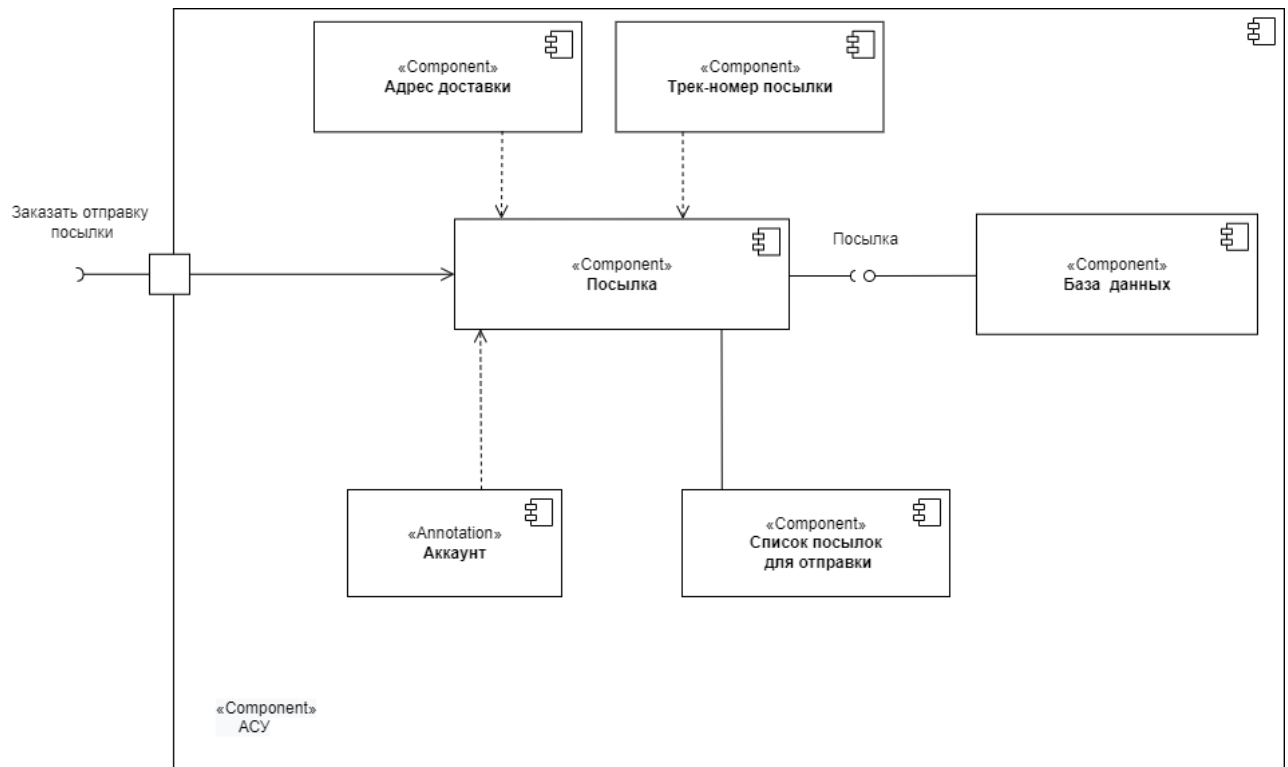 «Component»
Адрес доставки
«Component»
Трек-номер посылки
Заказать отправку
посылки
«Component»
Посылка
Посылка
«Component»
База данных
«Annotation»
Аккаунт
«Component»
Список посылок
для отправки
«Component»
АСУ